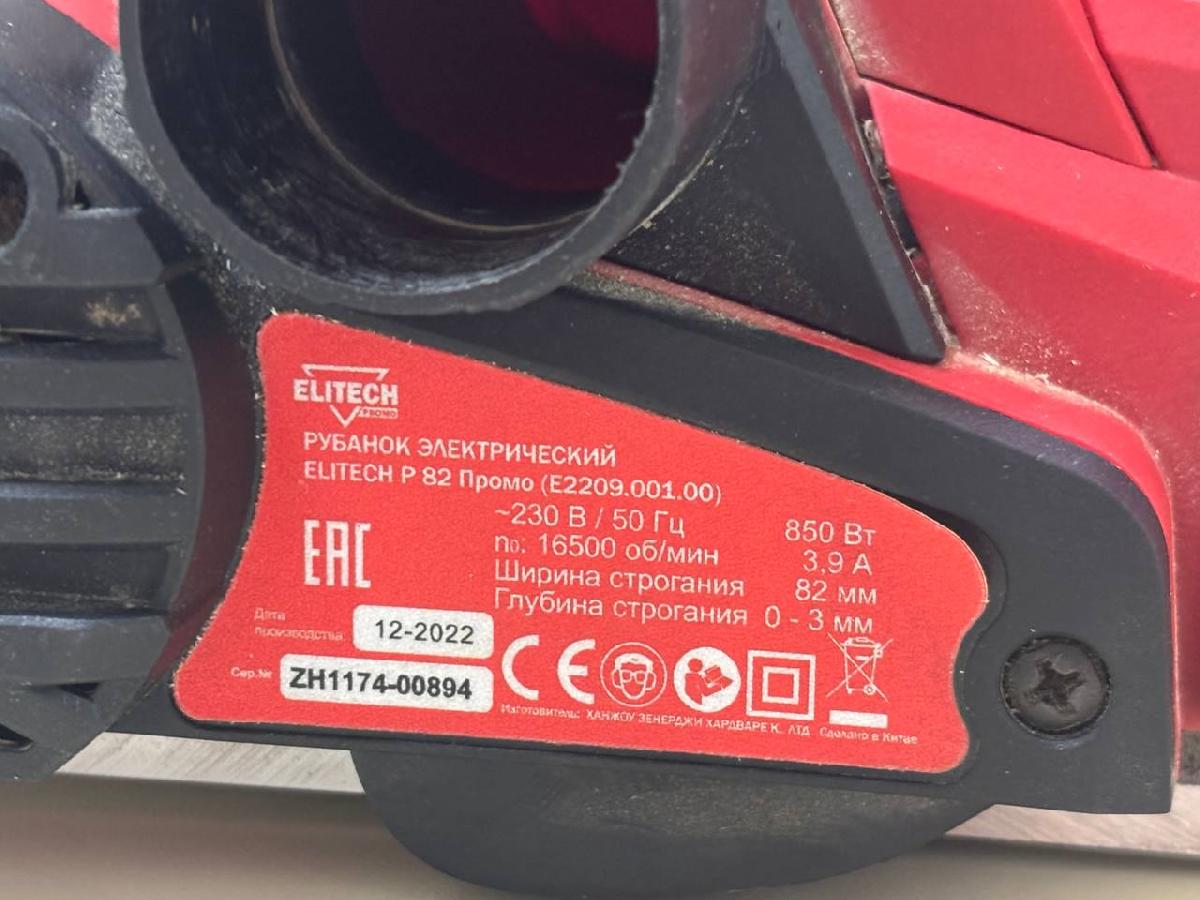 ELITECH
PROMO
РУБАНОК ЭЛЕКТРИЧЕСКИЙ
ELITECH P 82 Промо (E2209.001.00)
~230 В / 50 Гц 850 Вт
n₀: 16500 об/мин 3,9 А
Ширина строгания 82 мм
Глубина строгания 0 - 3 мм
EAC
Дата
производства 12-2022
Сер.№ ZH1174-00894
CE
Изготовитель: ХАНЖОУ ЗЕНЕРДЖИ ХАРДВАРЕ К. ЛТД Сделано в Китае